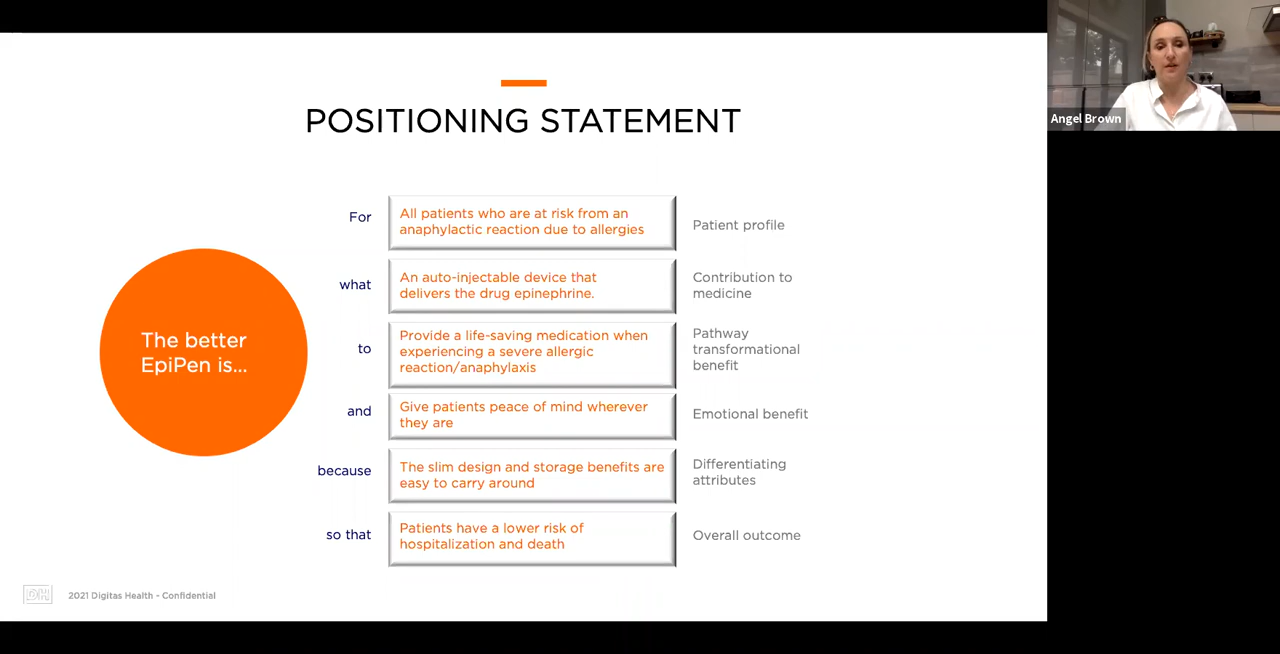 POSITIONING STATEMENT
Angel Brown
The better
EpiPen is...
For
All patients who are at risk from an
anaphylactic reaction due to allergies
Patient profile
what
An auto-injectable device that
delivers the drug epinephrine.
Contribution to
medicine
to
Provide a life-saving medication when
experiencing a severe allergic
reaction/anaphylaxis
Pathway
transformational
benefit
and
Give patients peace of mind wherever
they are
Emotional benefit
because
The slim design and storage benefits are
easy to carry around
Differentiating
attributes
so that
Patients have a lower risk of
hospitalization and death
Overall outcome
DH
2021 Digitas Health - Confidential